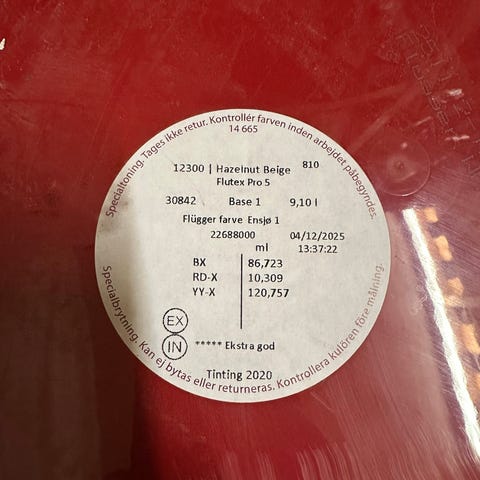 Specialtoning. Tages ikke retur. Kontrollér farven inden arbejdet påbegyndes.
14 665
12300 | Hazelnut Beige 810
Flutex Pro 5
30842 Base 1 9,10 l
Flügger farve Ensjø 1
22688000 04/12/2025
ml 13:37:22
BX 86,723
RD-X 10,309
YY-X 120,757
EX
IN ***** Ekstra god
Tinting 2020
Specialbrytning. Kan ej bytas eller returneras. Kontrollera kulören före målning.